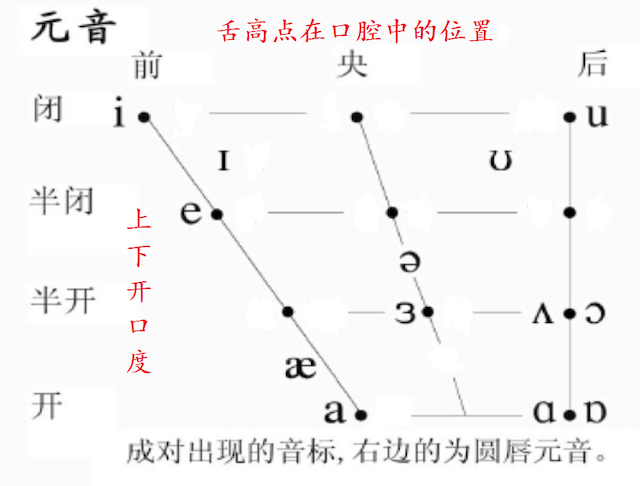 元音
舌高点在口腔中的位置
前 央 后
闭 i u
ɪ ʊ
半闭 e
上下开口度
ə
半开 ɜ ʌ ɔ
æ
开 a ɑ ɒ
成对出现的音标,右边的为圆唇元音。